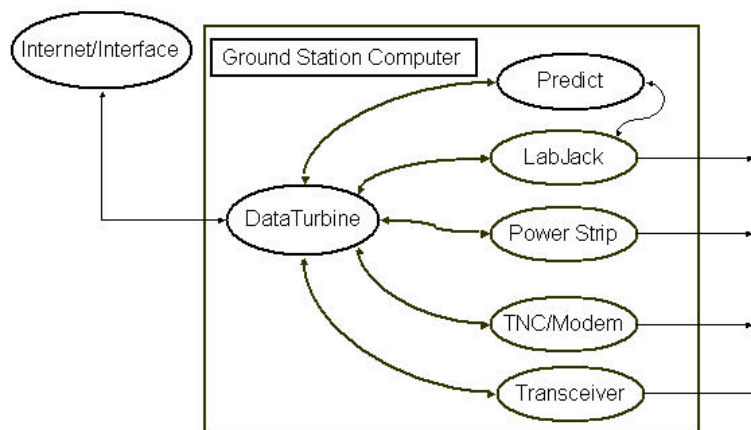 Internet/Interface
Ground Station Computer
Predict
LabJack
DataTurbine
Power Strip
TNC/Modem
Transceiver